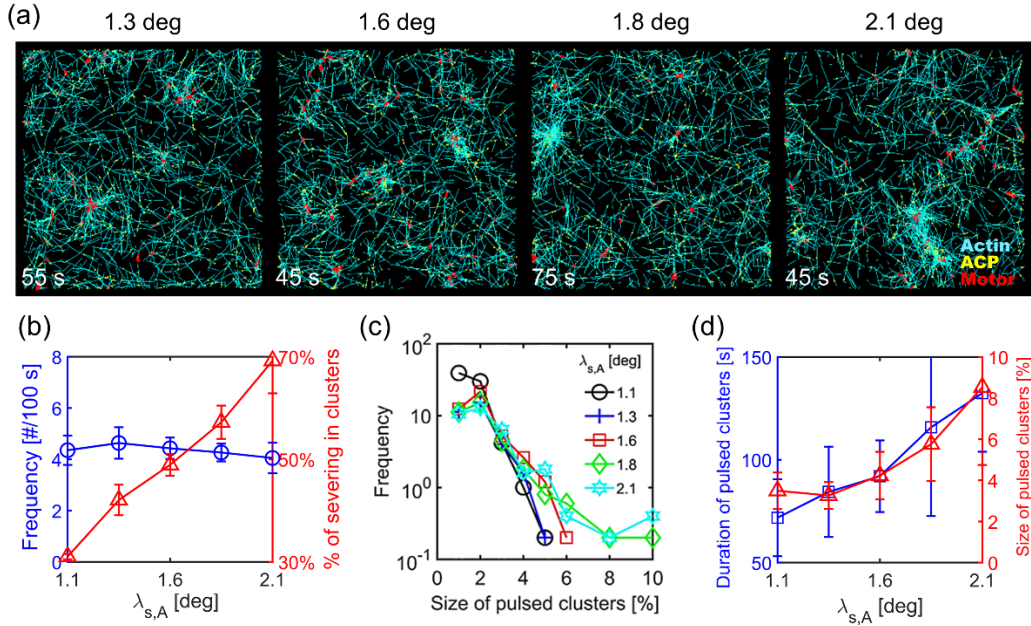 (a)
1.3 deg 1.6 deg 1.8 deg 2.1 deg
55 s 45 s 75 s 45 s
Actin
ACP
Motor
(b)
Frequency [#/100 s]
8
6
4
2
0
70%
50%
30%
% of severing in clusters
1.1 1.6 2.1
λs,A [deg]
(c)
Frequency
10²
10
10⁰
10⁻¹
λs,A [deg]
1.1
1.3
1.6
1.8
2.1
0 2 4 6 8 10
Size of pulsed clusters [%]
(d)
Duration of pulsed clusters [s]
150
100
50
10
8
6
4
2
0
Size of pulsed clusters [%]
1.1 1.6 2.1
λs,A [deg]